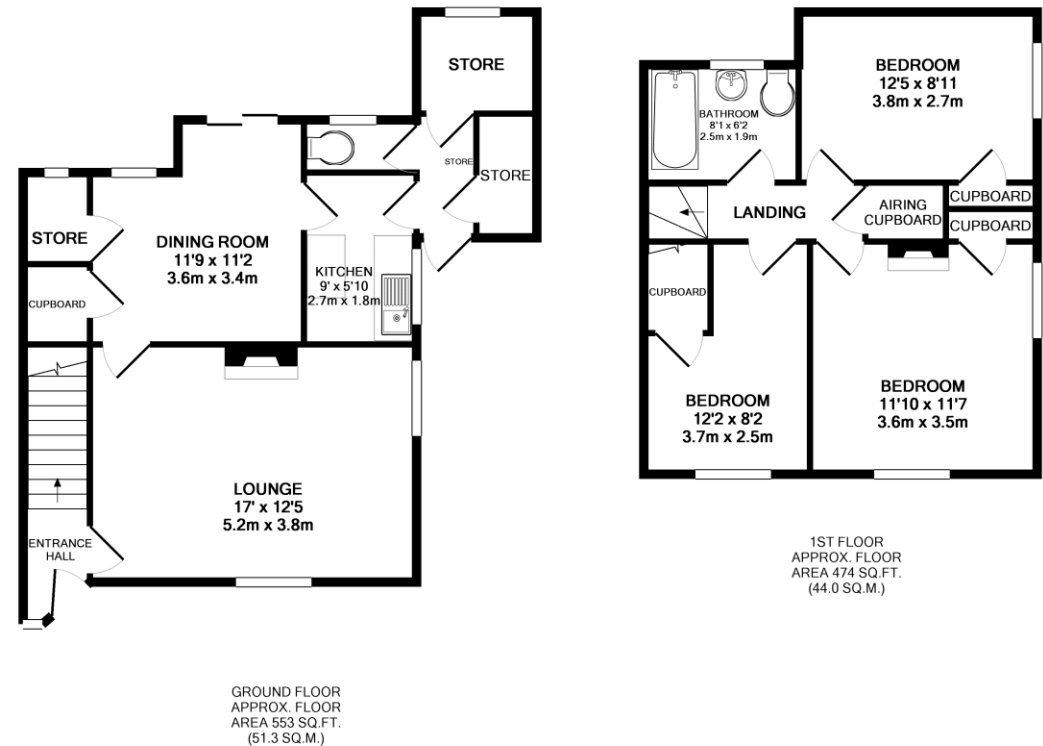 STORE
STORE
STORE
STORE
DINING ROOM
11'9 x 11'2
3.6m x 3.4m
KITCHEN
9' x 5'10
2.7m x 1.8m
CUPBOARD
LOUNGE
17' x 12'5
5.2m x 3.8m
ENTRANCE
HALL
GROUND FLOOR
APPROX. FLOOR
AREA 553 SQ.FT.
(51.3 SQ.M.)
BEDROOM
12'5 x 8'11
3.8m x 2.7m
BATHROOM
8'1 x 6'2
2.5m x 1.9m
LANDING
AIRING
CUPBOARD
CUPBOARD
CUPBOARD
CUPBOARD
BEDROOM
12'2 x 8'2
3.7m x 2.5m
BEDROOM
11'10 x 11'7
3.6m x 3.5m
1ST FLOOR
APPROX. FLOOR
AREA 474 SQ.FT.
(44.0 SQ.M.)